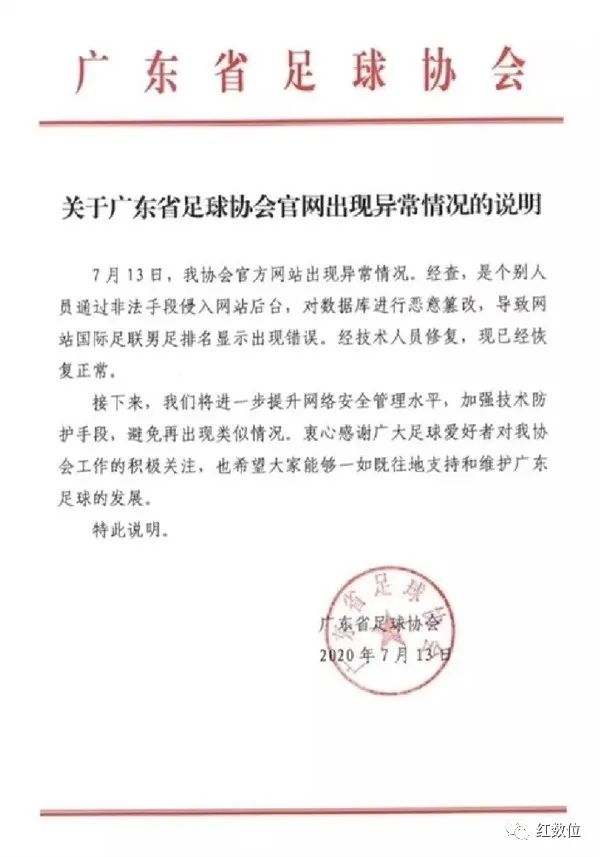 广东省足球协会
关于广东省足球协会官网出现异常情况的说明
7月13日，我协会官方网站出现异常情况。经查，是个别人
员通过非法手段侵入网站后台，对数据库进行恶意篡改，导致网
站国际足联男足排名显示出现错误。经技术人员修复，现已经恢
复正常。
接下来，我们将进一步提升网络安全管理水平，加强技术防
护手段，避免再出现类似情况。衷心感谢广大足球爱好者对我协
会工作的积极关注，也希望大家能够一如既往地支持和维护广东
足球的发展。
特此说明。
广东省足球协会
广东省足球协会
2020年7月13日
红数位